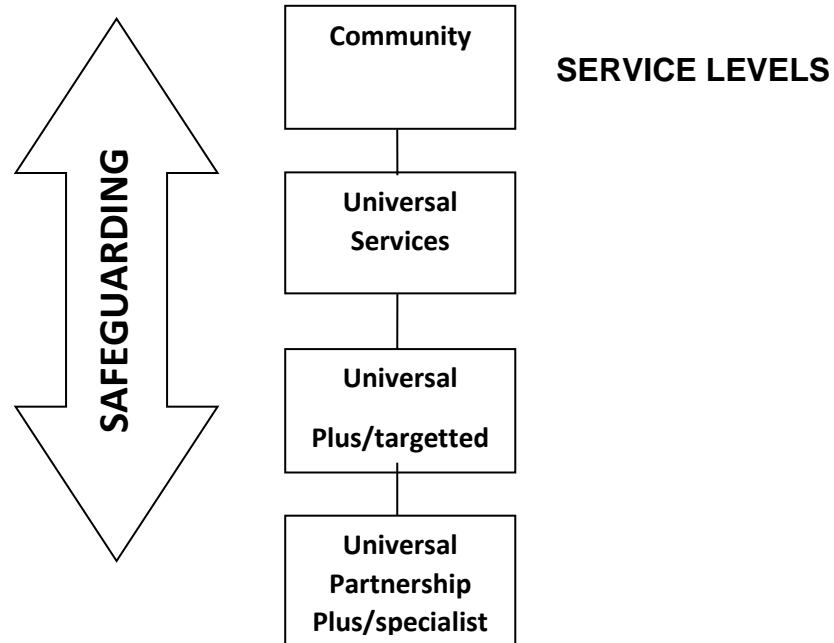 Community
SERVICE LEVELS
SAFEGUARDING
Universal
Services
Universal
Plus/targetted
Universal
Partnership
Plus/specialist